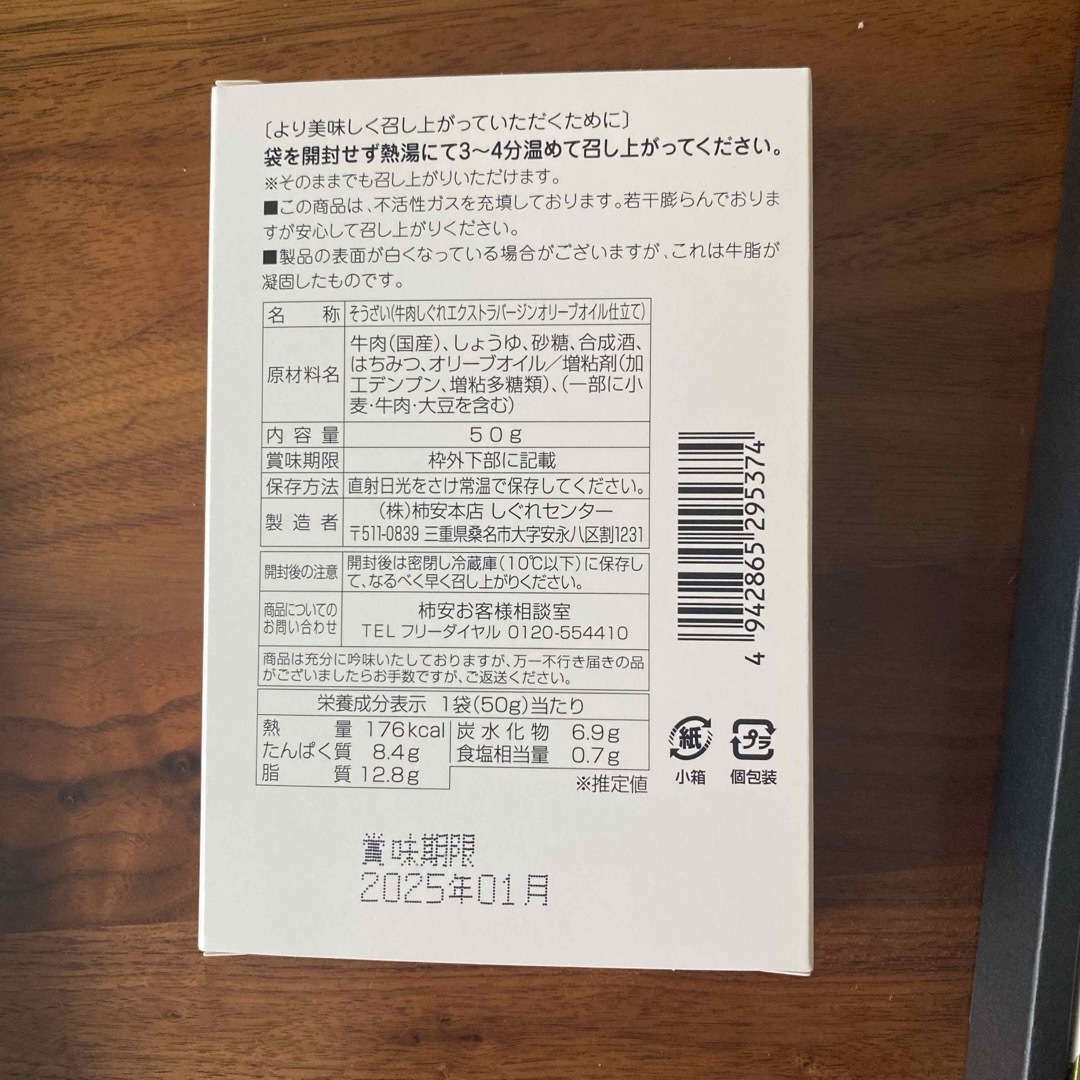 〔より美味しく召し上がっていただくために〕
袋を開封せず熱湯にて3〜4分温めて召し上がってください。
※そのままでも召し上がりいただけます。
■この商品は、不活性ガスを充填しております。若干膨らんでおりま
すが安心して召し上がりください。
■製品の表面が白くなっている場合がございますが、これは牛脂が
凝固したものです。
名称 そうざい(牛肉しぐれエクストラバージンオリーブオイル仕立て)
原材料名 牛肉(国産)、しょうゆ、砂糖、合成酒、
はちみつ、オリーブオイル／増粘剤(加
工デンプン、増粘多糖類)、(一部に小
麦・牛肉・大豆を含む)
内容量 50g
賞味期限 枠外下部に記載
保存方法 直射日光をさけ常温で保存してください。
製造者 (株)柿安本店 しぐれセンター
〒511-0839 三重県桑名市大字安永八区割1231
開封後の注意 開封後は密閉し冷蔵庫(10℃以下)に保存し
て、なるべく早く召し上がりください。
商品についての
お問い合わせ
柿安お客様相談室
TEL フリーダイヤル 0120-554410
商品は充分に吟味いたしておりますが、万一不行き届きの品
がございましたらお手数ですが、ご返送ください。
栄養成分表示 1袋(50g)当たり
熱量 176kcal 炭水化物 6.9g
たんぱく質 8.4g 食塩相当量 0.7g
脂質 12.8g
※推定値
4 942865 295374
紙
小箱
プラ
個包装
賞味期限
2025年01月